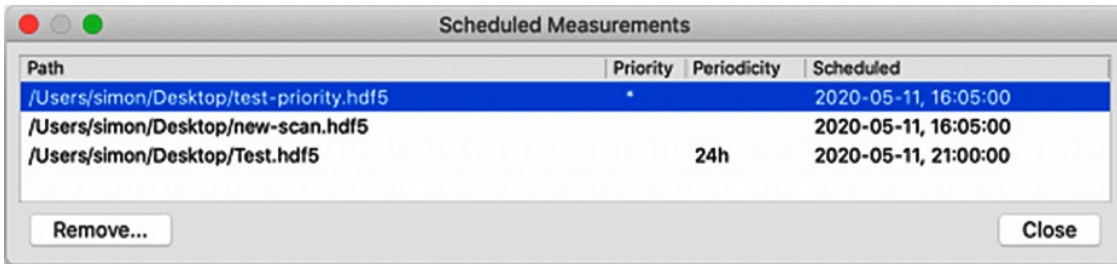 Scheduled Measurements
Path Priority Periodicity Scheduled
/Users/simon/Desktop/test-priority.hdf5 * 2020-05-11, 16:05:00
/Users/simon/Desktop/new-scan.hdf5 2020-05-11, 16:05:00
/Users/simon/Desktop/Test.hdf5 24h 2020-05-11, 21:00:00
Remove... Close